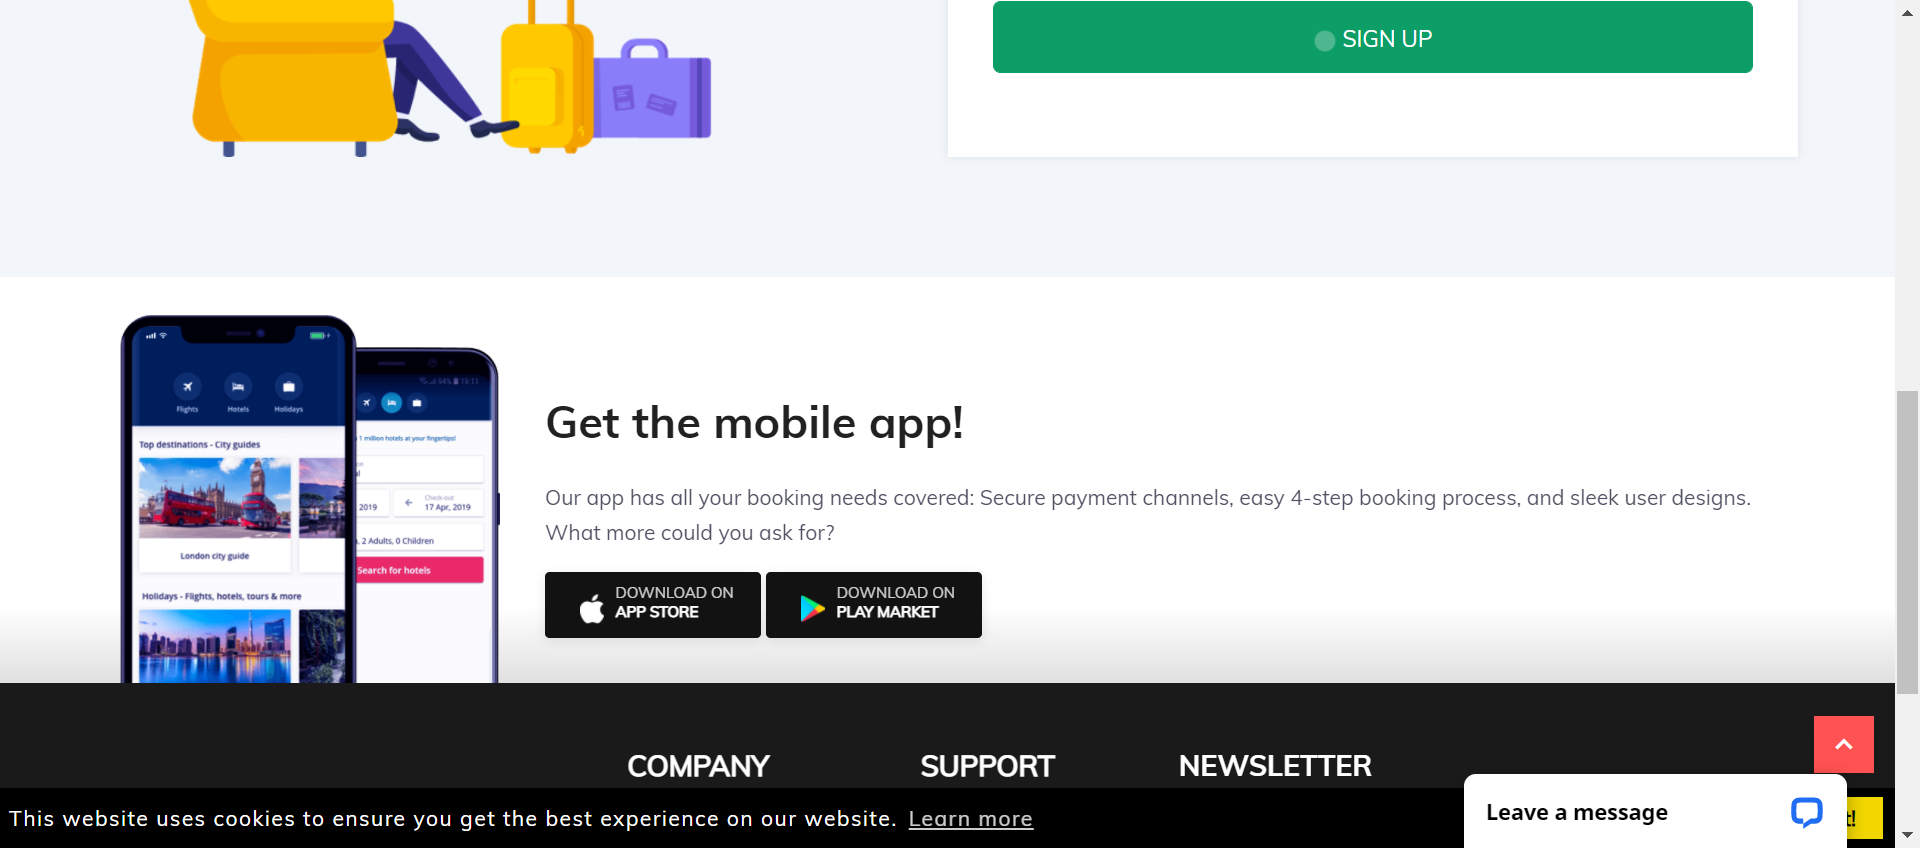 SIGN UP
Flights
Hotels
Holidays
Top destinations - City guides
London city guide
Holidays - Flights, hotels, tours & more
94% 19:11
1 million hotels at your fingertips!
2019
Check-out
17 Apr, 2019
2 Adults, 0 Children
Search for hotels
Get the mobile app!
Our app has all your booking needs covered: Secure payment channels, easy 4-step booking process, and sleek user designs.
What more could you ask for?
DOWNLOAD ON
APP STORE
DOWNLOAD ON
PLAY MARKET
COMPANY
SUPPORT
NEWSLETTER
This website uses cookies to ensure you get the best experience on our website. Learn more
Leave a message
t!